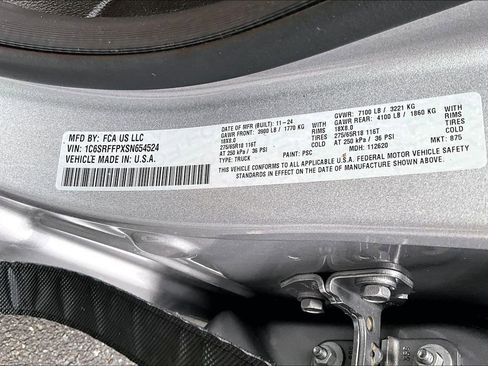 MFD BY: FCA US LLC
VIN: 1C6SRFFPXSN654524
VEHICLE MADE IN: U.S.A.
DATE OF MFR (BUILT): 11-24
GAWR FRONT: 3900 LB / 1770 KG WITH
18X8.0 RIMS
275/65R18 116T TIRES
AT 250 kPa / 36 PSI
TYPE: TRUCK PAINT: PSC
GVWR: 7100 LB / 3221 KG
GAWR REAR: 4100 LB / 1860 KG WITH
18X8.0 RIMS
275/65R18 116T TIRES
AT 250 kPa / 36 PSI
MDH: 112620 MKT: 875
THIS VEHICLE CONFORMS TO ALL APPLICABLE U.S.A. FEDERAL MOTOR VEHICLE SAFETY
STANDARDS IN EFFECT ON THE DATE OF MANUFACTURE SHOWN ABOVE.